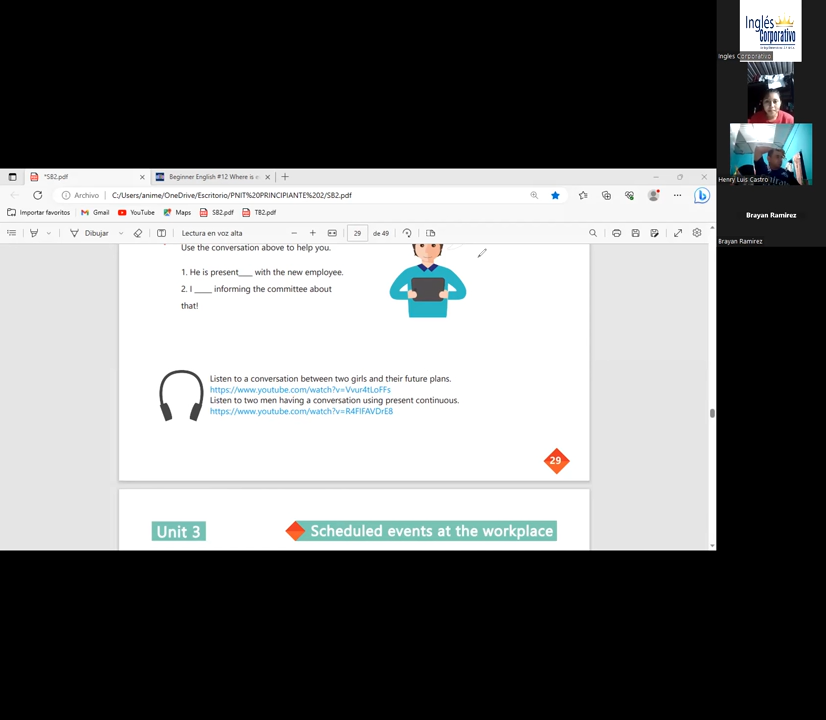 Inglés
Corporativo
Ingles Corporativo
*SB2.pdf
Beginner English #12 Where is
Archivo
C:/Users/anime/OneDrive/Escritorio/PNIT%20PRINCIPIANTE%202/SB2.pdf
Importar favoritos
Gmail
YouTube
Maps
SB2.pdf
TB2.pdf
Dibujar
Lectura en voz alta
29
de 49
Henry Luis Castro
Brayan Ramirez
Brayan Ramirez
Use the conversation above to help you.
1. He is present____ with the new employee.
2. I _____ informing the committee about
that!
Listen to a conversation between two girls and their future plans.
https://www.youtube.com/watch?v=Vvur4tLoFFs
Listen to two men having a conversation using present continuous.
https://www.youtube.com/watch?v=R4FlFAVDrE8
29
Unit 3
Scheduled events at the workplace